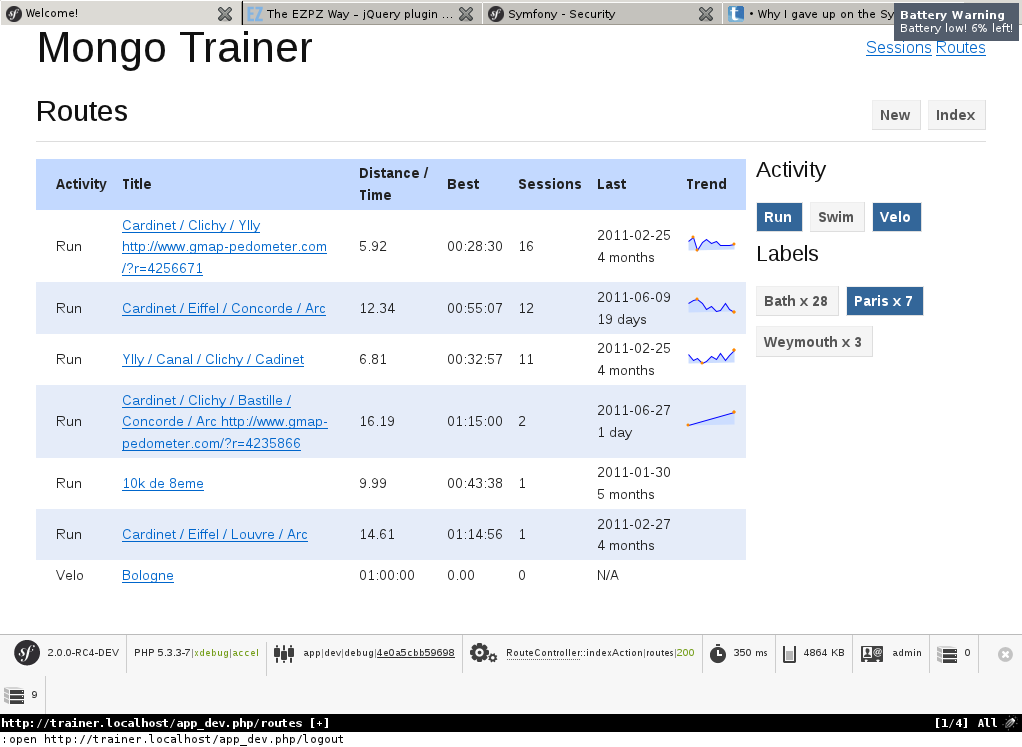 Welcome!
EZ The EZPZ Way – jQuery plugin ...
Symfony - Security
• Why I gave up on the Sy
Battery Warning
Battery low! 6% left!
Mongo Trainer
Sessions Routes
Routes
New Index
Activity Title Distance / Time Best Sessions Last Trend
Run
Cardinet / Clichy / Ylly
http://www.gmap-pedometer.com
/?r=4256671
5.92 00:28:30 16
2011-02-25
4 months
Run Cardinet / Eiffel / Concorde / Arc 12.34 00:55:07 12
2011-06-09
19 days
Run Ylly / Canal / Clichy / Cadinet 6.81 00:32:57 11
2011-02-25
4 months
Run
Cardinet / Clichy / Bastille /
Concorde / Arc http://www.gmap-
pedometer.com/?r=4235866
16.19 01:15:00 2
2011-06-27
1 day
Run 10k de 8eme 9.99 00:43:38 1
2011-01-30
5 months
Run Cardinet / Eiffel / Louvre / Arc 14.61 01:14:56 1
2011-02-27
4 months
Velo Bologne 01:00:00 0.00 0 N/A
Activity
Run Swim Velo
Labels
Bath x 28 Paris x 7
Weymouth x 3
sf 2.0.0-RC4-DEV PHP 5.3.3-7|xdebug|accel app|dev|debug|4e0a5cbb59698 RouteController::indexAction|routes|200 350 ms 4864 KB admin 0
9
http://trainer.localhost/app_dev.php/routes [+] [1/4] All
:open http://trainer.localhost/app_dev.php/logout